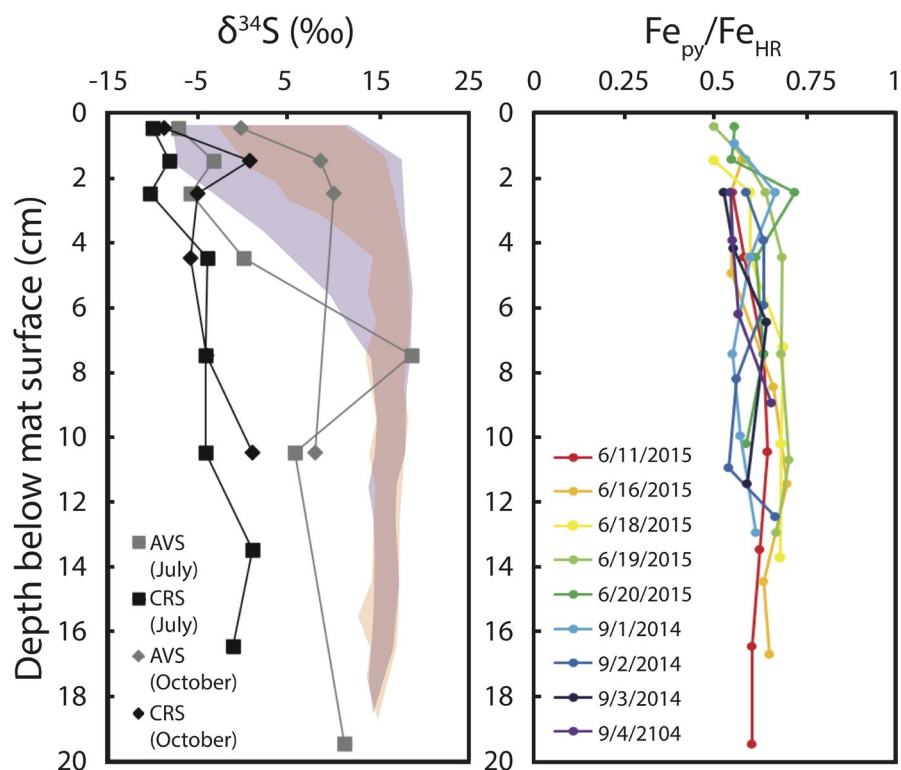 δ³⁴S (‰)
-15 -5 5 15 25
Depth below mat surface (cm)
0
2
4
6
8
10
12
14
16
18
20
AVS
(July)
CRS
(July)
AVS
(October)
CRS
(October)
Fepy/FeHR
0 0.25 0.5 0.75 1
0
2
4
6
8
10
12
14
16
18
20
6/11/2015
6/16/2015
6/18/2015
6/19/2015
6/20/2015
9/1/2014
9/2/2014
9/3/2014
9/4/2104